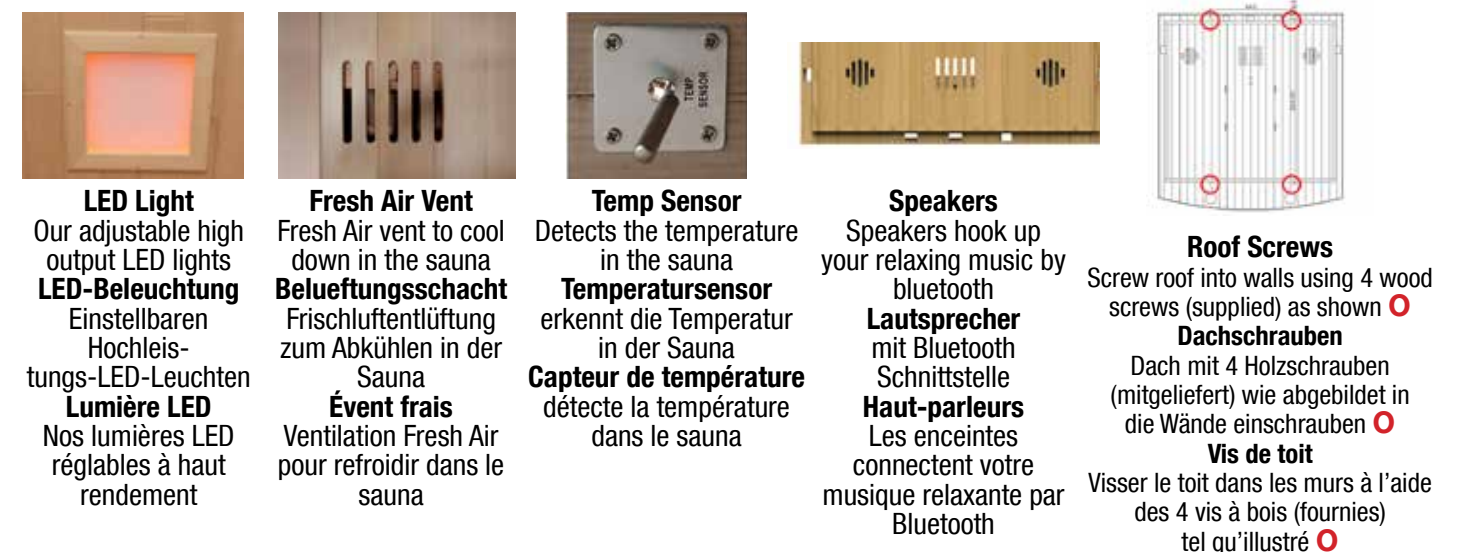 TEMP
SENSOR
LED Light
Our adjustable high
output LED lights
LED-Beleuchtung
Einstellbaren
Hochleis-
tungs-LED-Leuchten
Lumière LED
Nos lumières LED
réglables à haut
rendement
Fresh Air Vent
Fresh Air vent to cool
down in the sauna
Belueftungsschacht
Frischluftentlüftung
zum Abkühlen in der
Sauna
Évent frais
Ventilation Fresh Air
pour refroidir dans le
sauna
Temp Sensor
Detects the temperature
in the sauna
Temperatursensor
erkennt die Temperatur
in der Sauna
Capteur de température
détecte la température
dans le sauna
Speakers
Speakers hook up
your relaxing music by
bluetooth
Lautsprecher
mit Bluetooth
Schnittstelle
Haut-parleurs
Les enceintes
connectent votre
musique relaxante par
Bluetooth
Roof Screws
Screw roof into walls using 4 wood
screws (supplied) as shown O
Dachschrauben
Dach mit 4 Holzschrauben
(mitgeliefert) wie abgebildet in
die Wände einschrauben O
Vis de toit
Visser le toit dans les murs à l’aide
des 4 vis à bois (fournies)
tel qu’illustré O